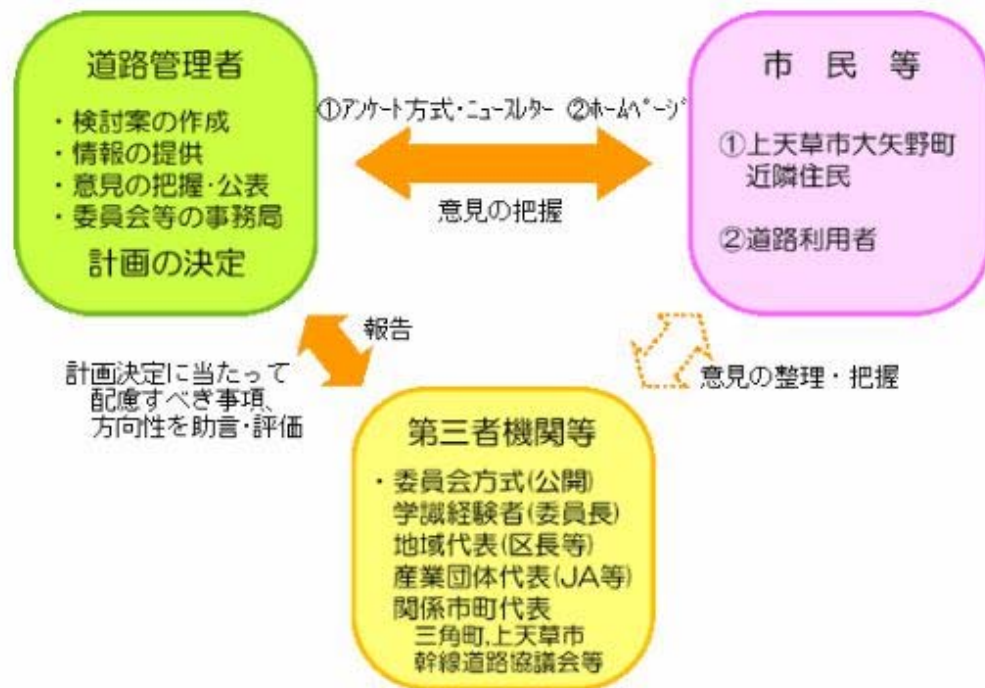 道路管理者
・検討案の作成
・情報の提供
・意見の把握・公表
・委員会等の事務局
計画の決定
①アンケート方式・ニュースレター ②ホームページ
意見の把握
市 民 等
①上天草市大矢野町
近隣住民
②道路利用者
報告
計画決定に当たって
配慮すべき事項、
方向性を助言・評価
意見の整理・把握
第三者機関等
・委員会方式(公開)
学識経験者(委員長)
地域代表(区長等)
産業団体代表(JA等)
関係市町代表
三角町,上天草市
幹線道路協議会等